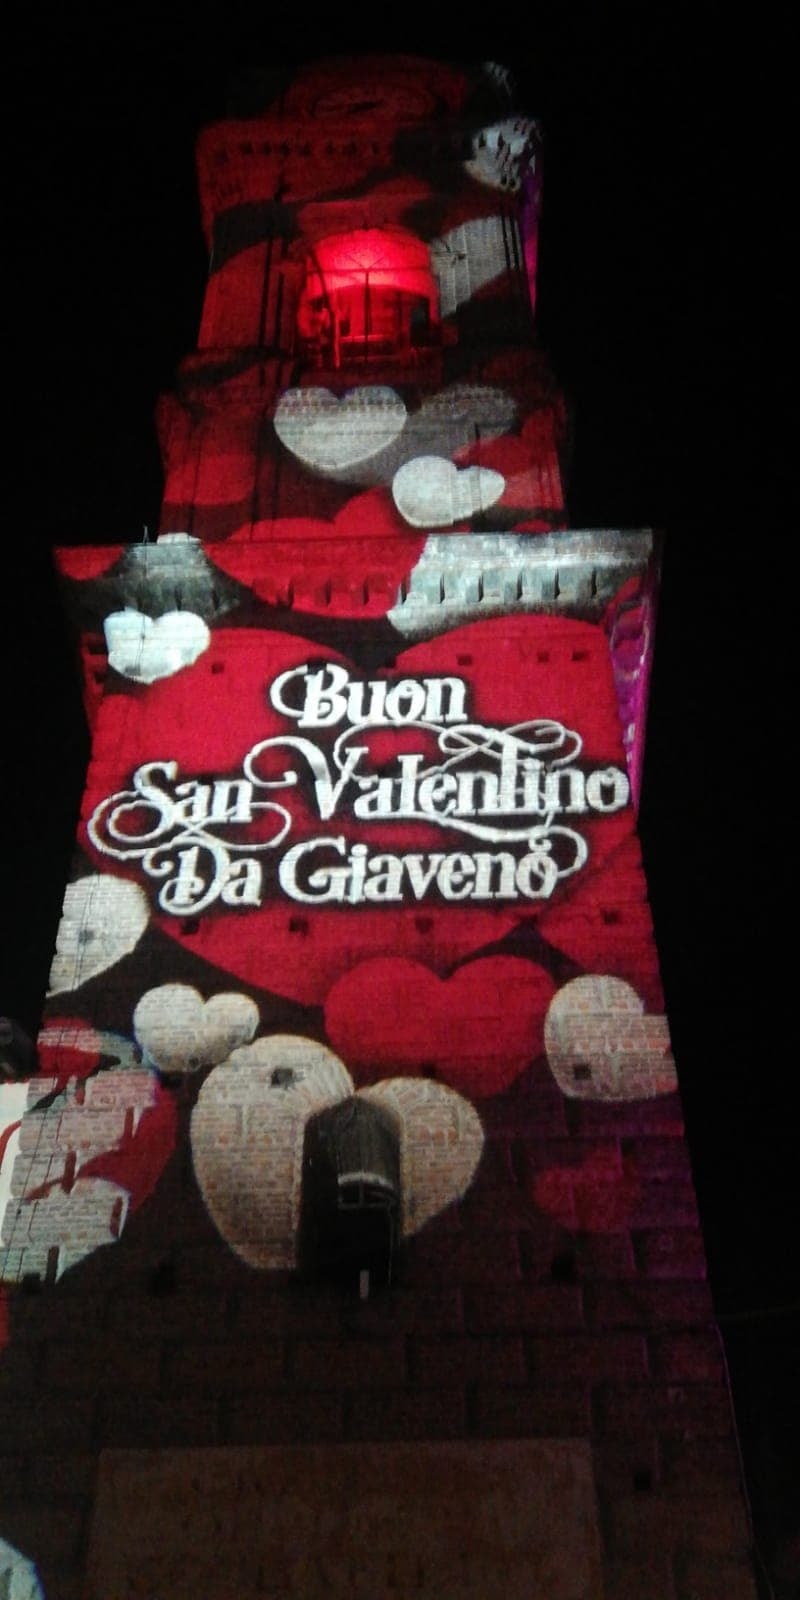 Buon
San Valentino
Da Giaveno